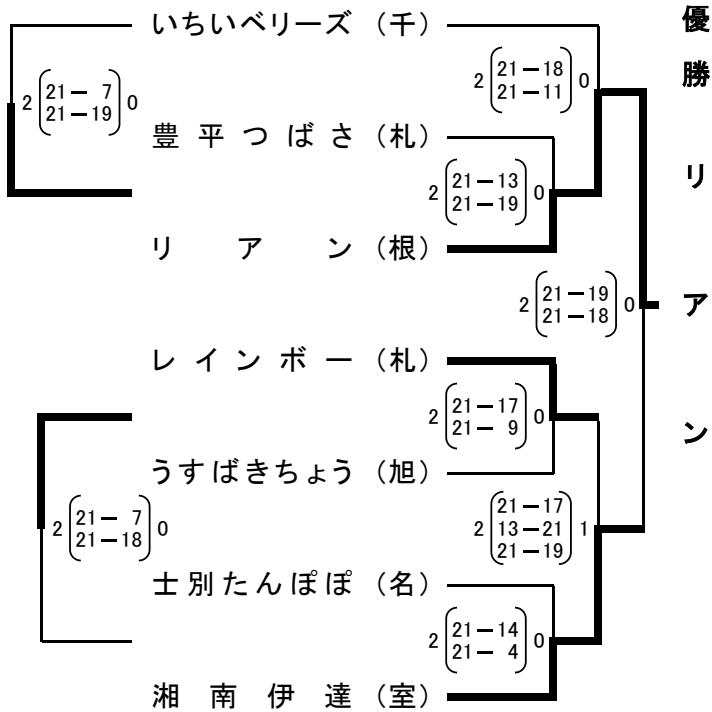 いちいベリーズ（千）
2 21－18 0
21－11
2 21－ 7 0
21－19
豊平つばさ（札）
2 21－13 0
21－19
リアン（根）
2 21－19 0
21－18
レインボー（札）
2 21－17 0
21－ 9
うすばきちょう（旭）
2 21－17 1
13－21
21－19
2 21－ 7 0
21－18
士別たんぽぽ（名）
2 21－14 0
21－ 4
湘南伊達（室）
優勝 リアン